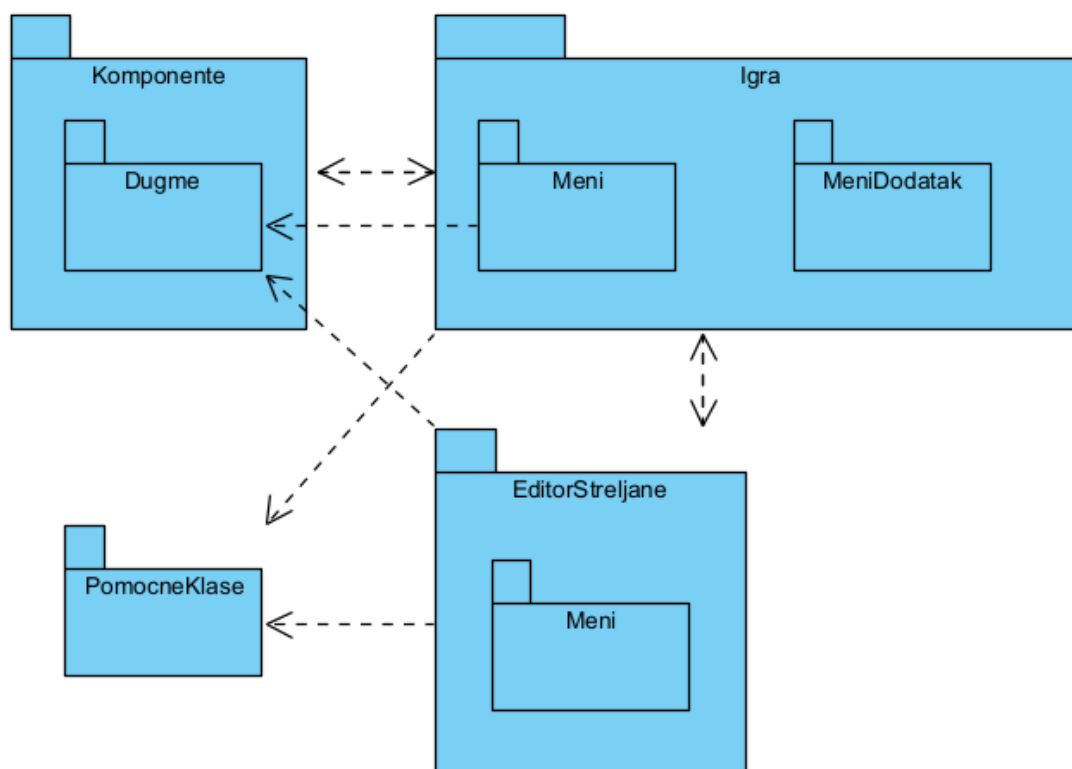 Komponente
Igra
Dugme
Meni
MeniDodatak
EditorStreljane
PomocneKlase
Meni